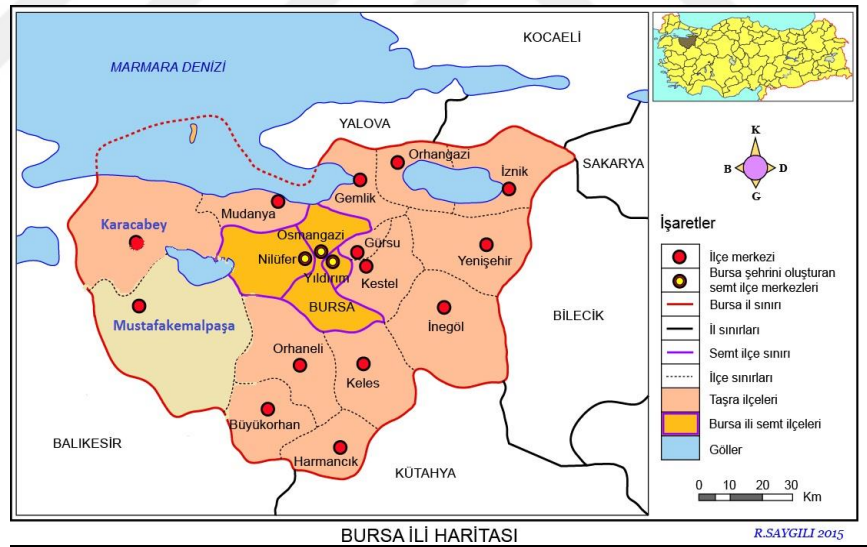 KOCAELİ
MARMARA DENİZİ
YALOVA
Orhangazi
İznik
SAKARYA
Gemlik
Mudanya
Karacabey
Osmangazi
Gürsu
Nilüfer
Yıldırım
Kestel
Yenişehir
BURSA
Mustafakemalpaşa
İnegöl
BİLECİK
Orhaneli
Keles
Büyükorhan
BALIKESİR
Harmancık
KÜTAHYA
K
B
D
G
İşaretler
İlçe merkezi
Bursa şehrini oluşturan
semt ilçe merkezleri
Bursa il sınırı
İl sınırları
Semt ilçe sınırı
İlçe sınırları
Taşra ilçeleri
Bursa ili semt ilçeleri
Göller
0 10 20 30
Km
BURSA İLİ HARİTASI
R.SAYGILI 2015